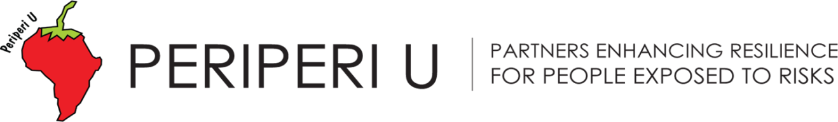 Periperi U
PERIPERI U
PARTNERS ENHANCING RESILIENCE
FOR PEOPLE EXPOSED TO RISKS